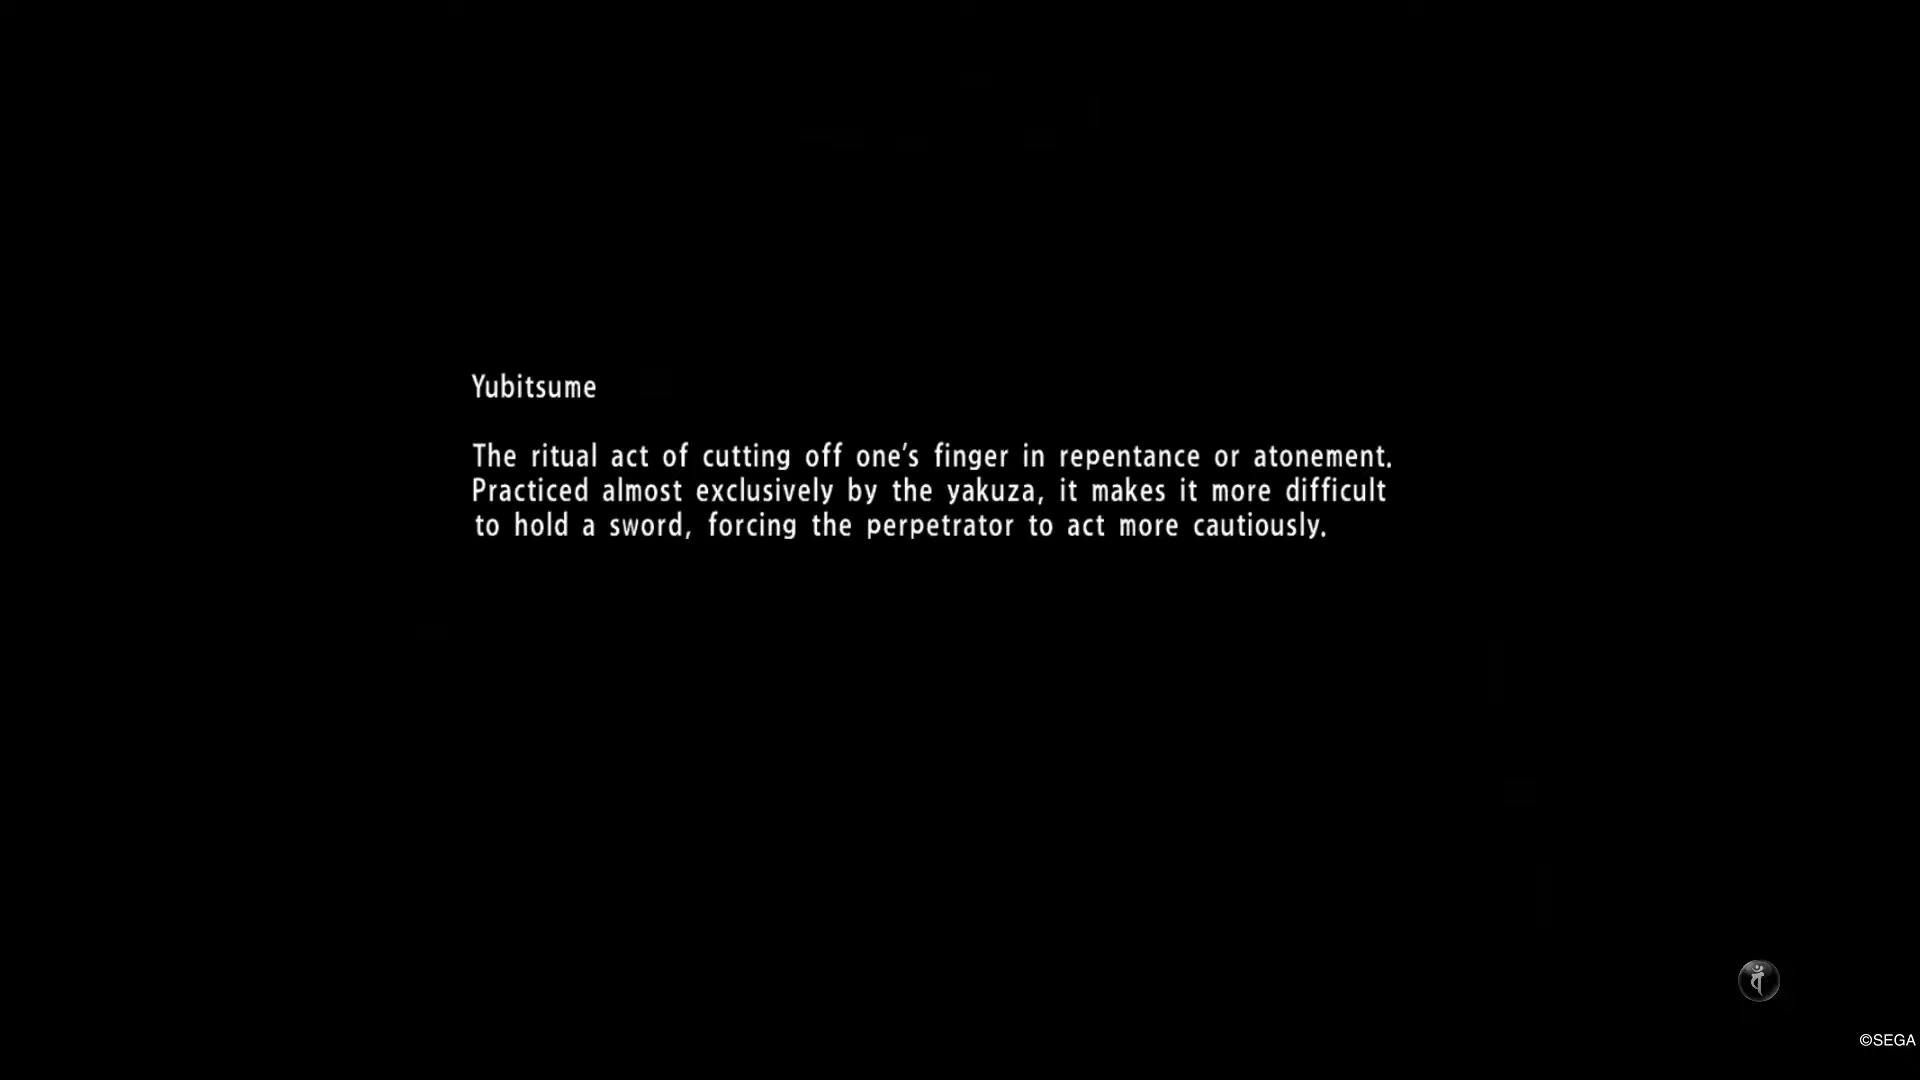 Yubitsume
The ritual act of cutting off one's finger in repentance or atonement.
Practiced almost exclusively by the yakuza, it makes it more difficult
to hold a sword, forcing the perpetrator to act more cautiously.
©SEGA